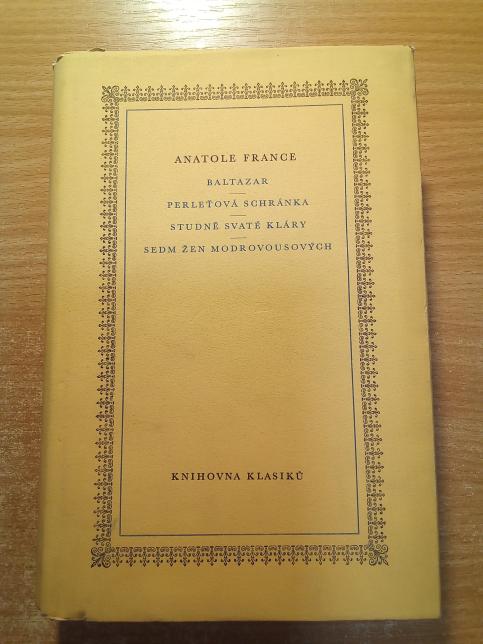 ANATOLE FRANCE
BALTAZAR
PERLEŤOVÁ SCHRÁNKA
STUDNĚ SVATÉ KLÁRY
SEDM ŽEN MODROVOUSOVÝCH
KNIHOVNA KLASIKŮ